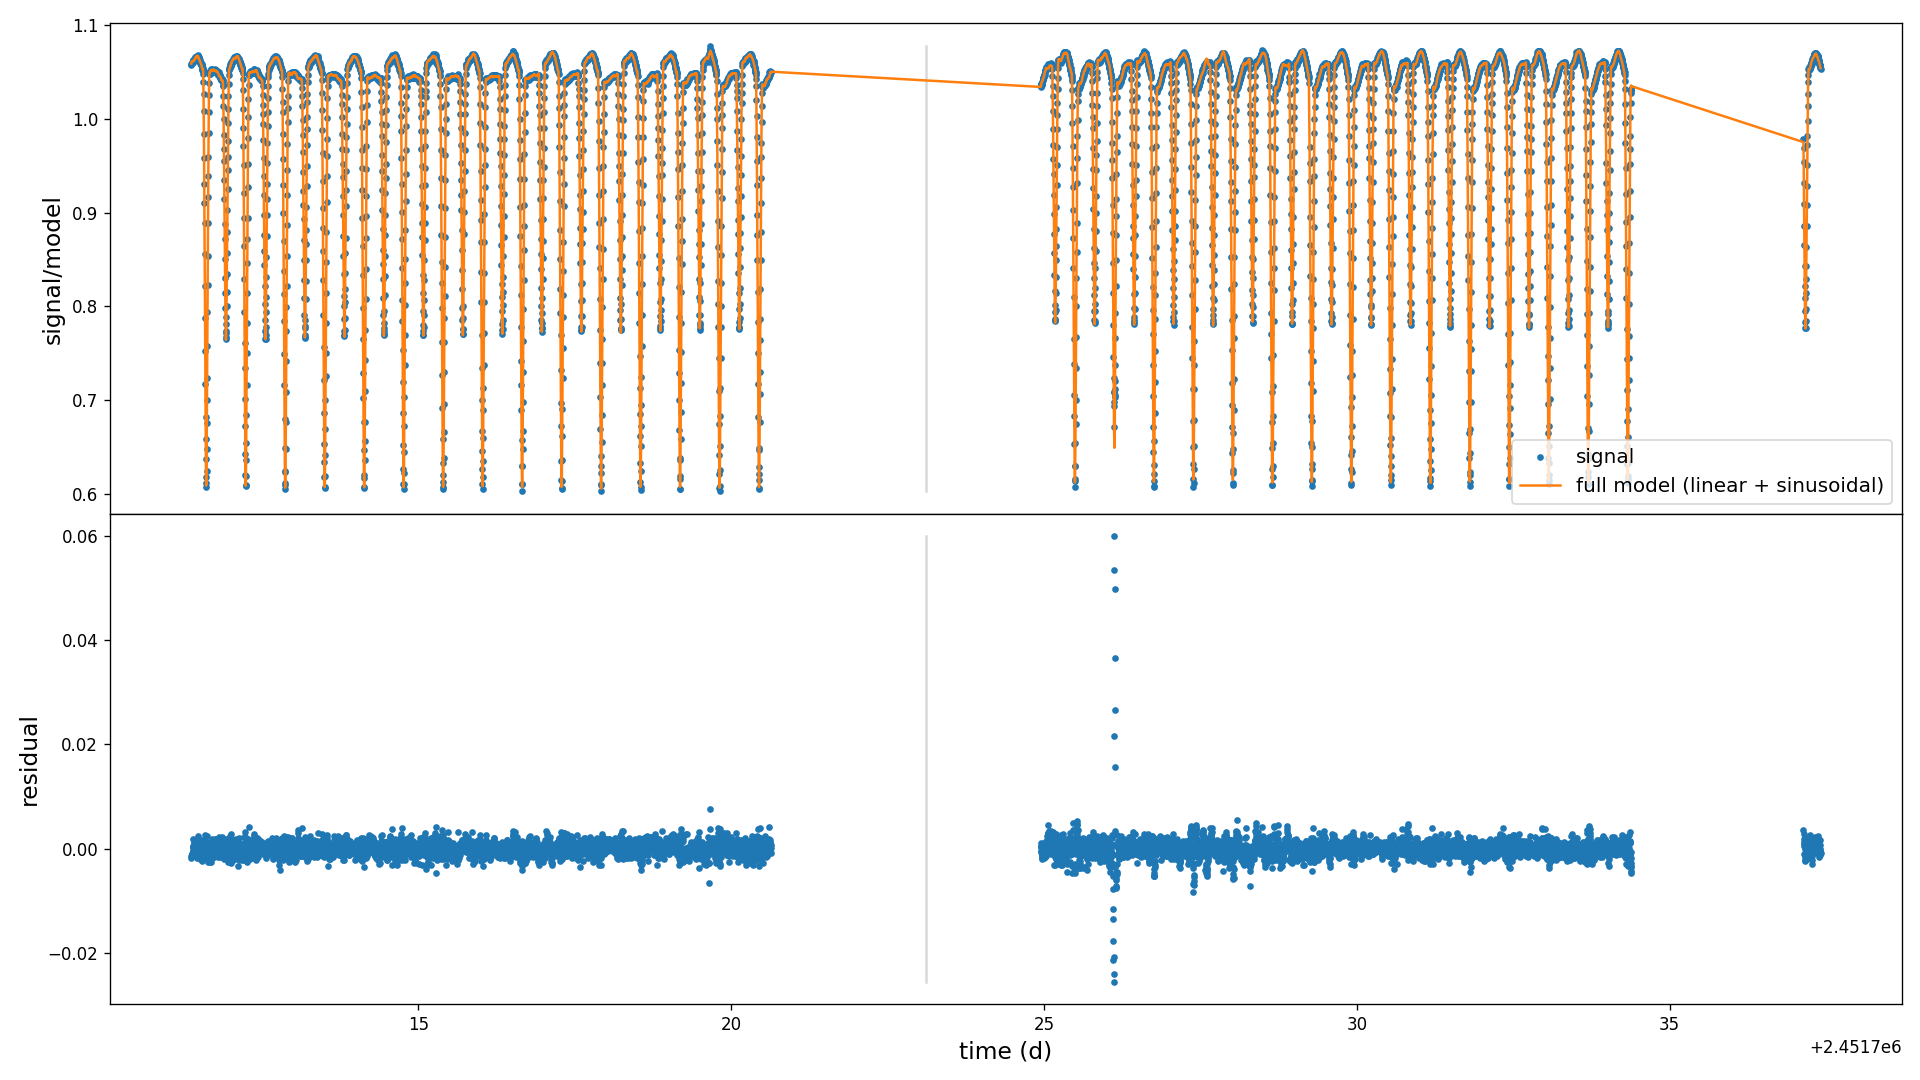 1.1
1.0
0.9
0.8
0.7
0.6
signal/model
signal
full model (linear + sinusoidal)
0.06
0.04
0.02
0.00
−0.02
residual
15
20
25
30
35
time (d)
+2.4517e6